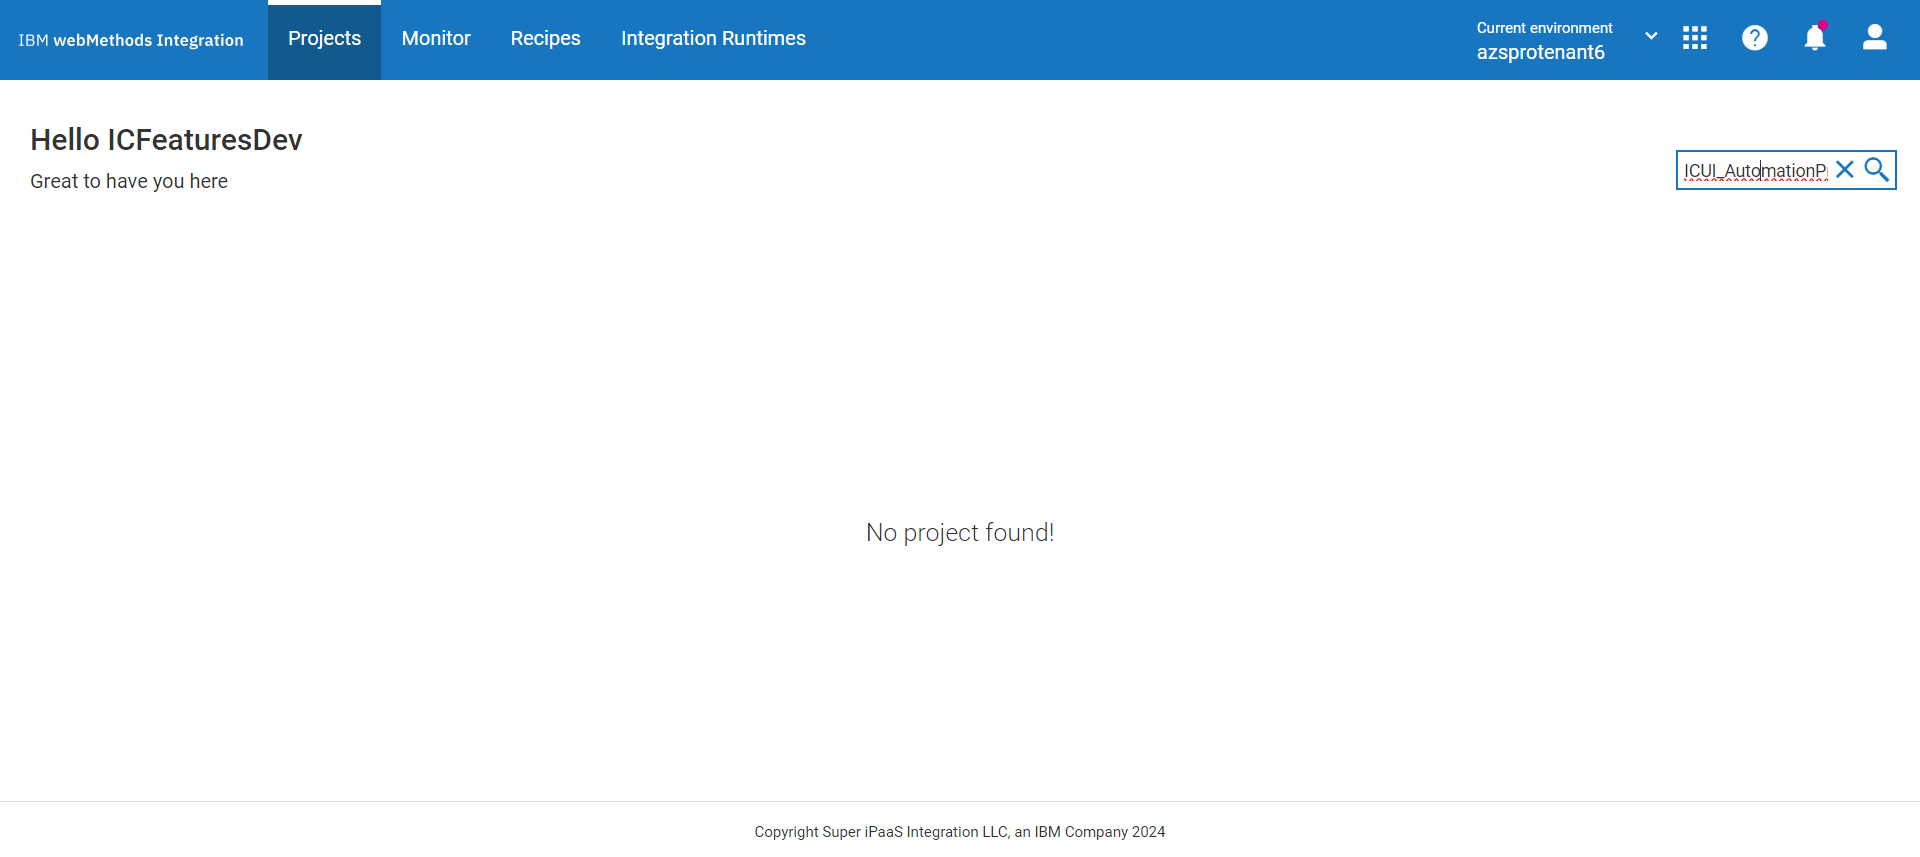 IBM webMethods Integration
Projects
Monitor
Recipes
Integration Runtimes
Current environment
azsprotenant6
Hello ICFeaturesDev
Great to have you here
ICUI_AutomationP
No project found!
Copyright Super iPaaS Integration LLC, an IBM Company 2024